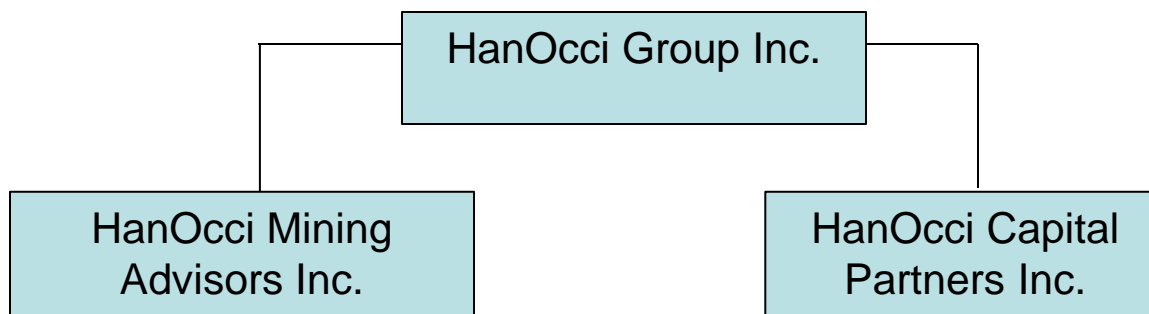 HanOcci Group Inc.
HanOcci Mining
Advisors Inc.
HanOcci Capital
Partners Inc.